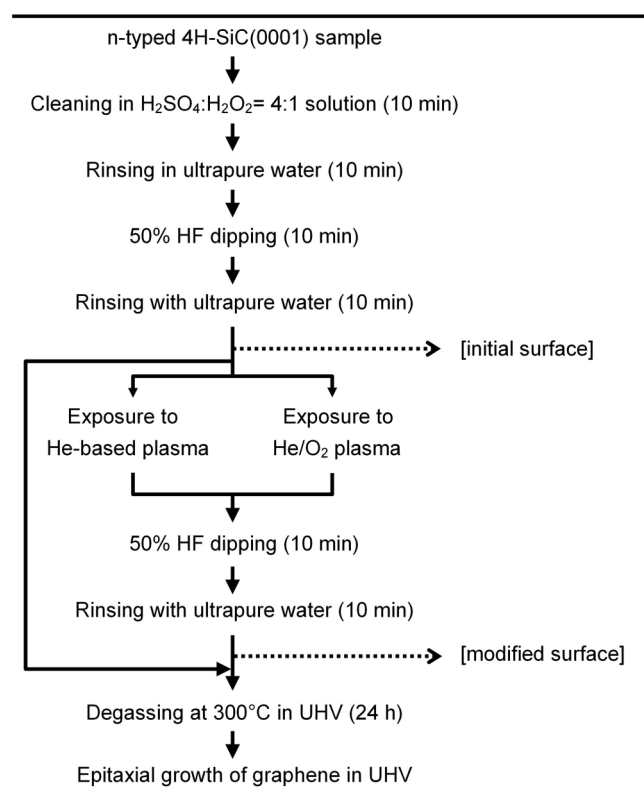 n-typed 4H-SiC(0001) sample
Cleaning in H₂SO₄:H₂O₂= 4:1 solution (10 min)
Rinsing in ultrapure water (10 min)
50% HF dipping (10 min)
Rinsing with ultrapure water (10 min)
[initial surface]
Exposure to
He-based plasma
Exposure to
He/O₂ plasma
50% HF dipping (10 min)
Rinsing with ultrapure water (10 min)
[modified surface]
Degassing at 300°C in UHV (24 h)
Epitaxial growth of graphene in UHV